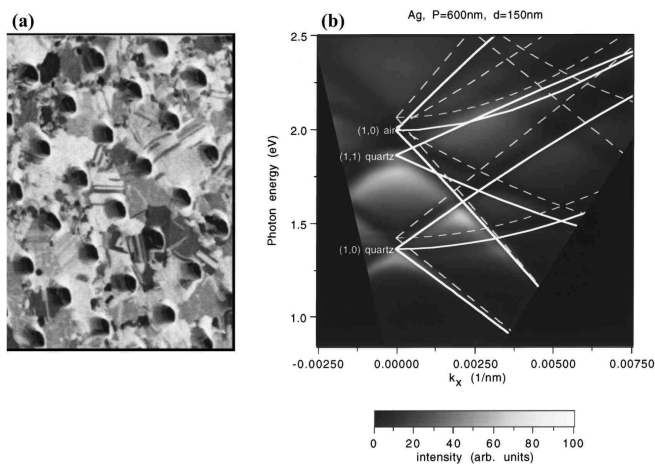 (a)
(b)
Ag, P=600nm, d=150nm
2.5
2.0
1.5
1.0
Photon energy (eV)
(1,0) air
(1,1) quartz
(1,0) quartz
-0.00250
0.00000
0.00250
0.00500
0.00750
kₓ (1/nm)
0
20
40
60
80
100
intensity (arb. units)